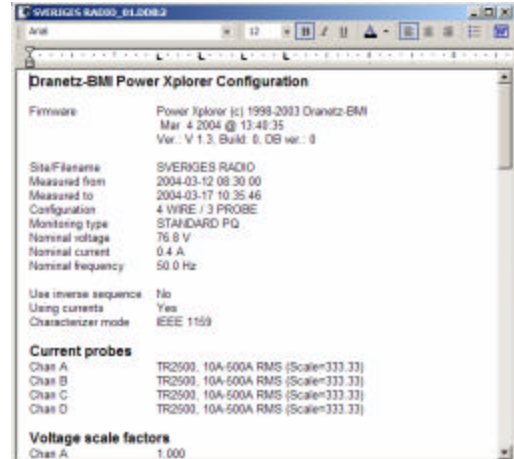 SVERIGES RADIO_01.DDB:2
Arial 12 B I U A
Dranetz-BMI Power Xplorer Configuration
Firmware Power Xplorer (c) 1998-2003 Dranetz-BMI
Mar 4 2004 @ 13:40:35
Ver.: V 1.3, Build: 0, DB ver.: 0
Site/Filename SVERIGES RADIO
Measured from 2004-03-12 08:30:00
Measured to 2004-03-17 10:35:46
Configuration 4 WIRE / 3 PROBE
Monitoring type STANDARD PQ
Nominal voltage 76.8 V
Nominal current 0.4 A
Nominal frequency 50.0 Hz
Use inverse sequence No
Using currents Yes
Characterizer mode IEEE 1159
Current probes
Chan A TR2500, 10A-500A RMS (Scale=333.33)
Chan B TR2500, 10A-500A RMS (Scale=333.33)
Chan C TR2500, 10A-500A RMS (Scale=333.33)
Chan D TR2500, 10A-500A RMS (Scale=333.33)
Voltage scale factors
Chan A 1.000